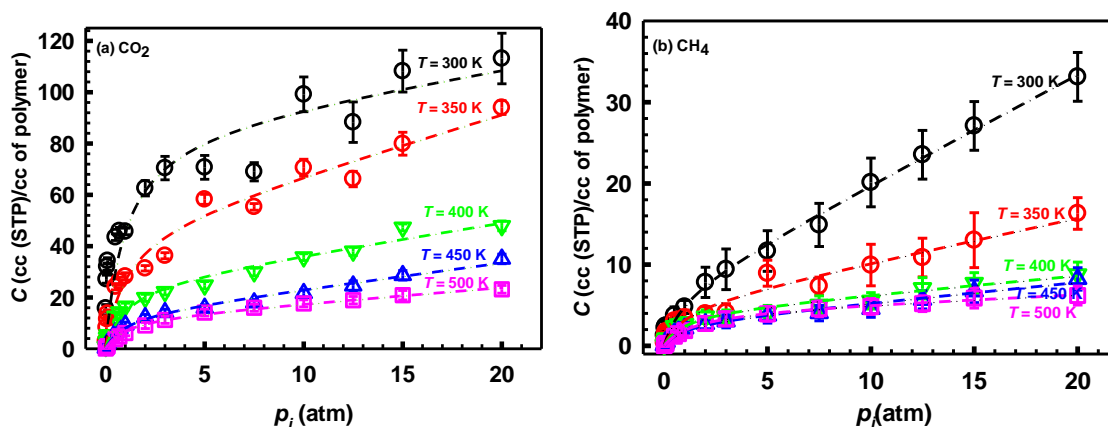 (a) CO2
T = 300 K
T = 350 K
T = 400 K
T = 450 K
T = 500 K
C (cc (STP)/cc of polymer)
120
100
80
60
40
20
0
0
5
10
15
20
pi (atm)
(b) CH4
T = 300 K
T = 350 K
T = 400 K
T = 450 K
T = 500 K
C (cc (STP)/cc of polymer)
40
30
20
10
0
0
5
10
15
20
pi(atm)